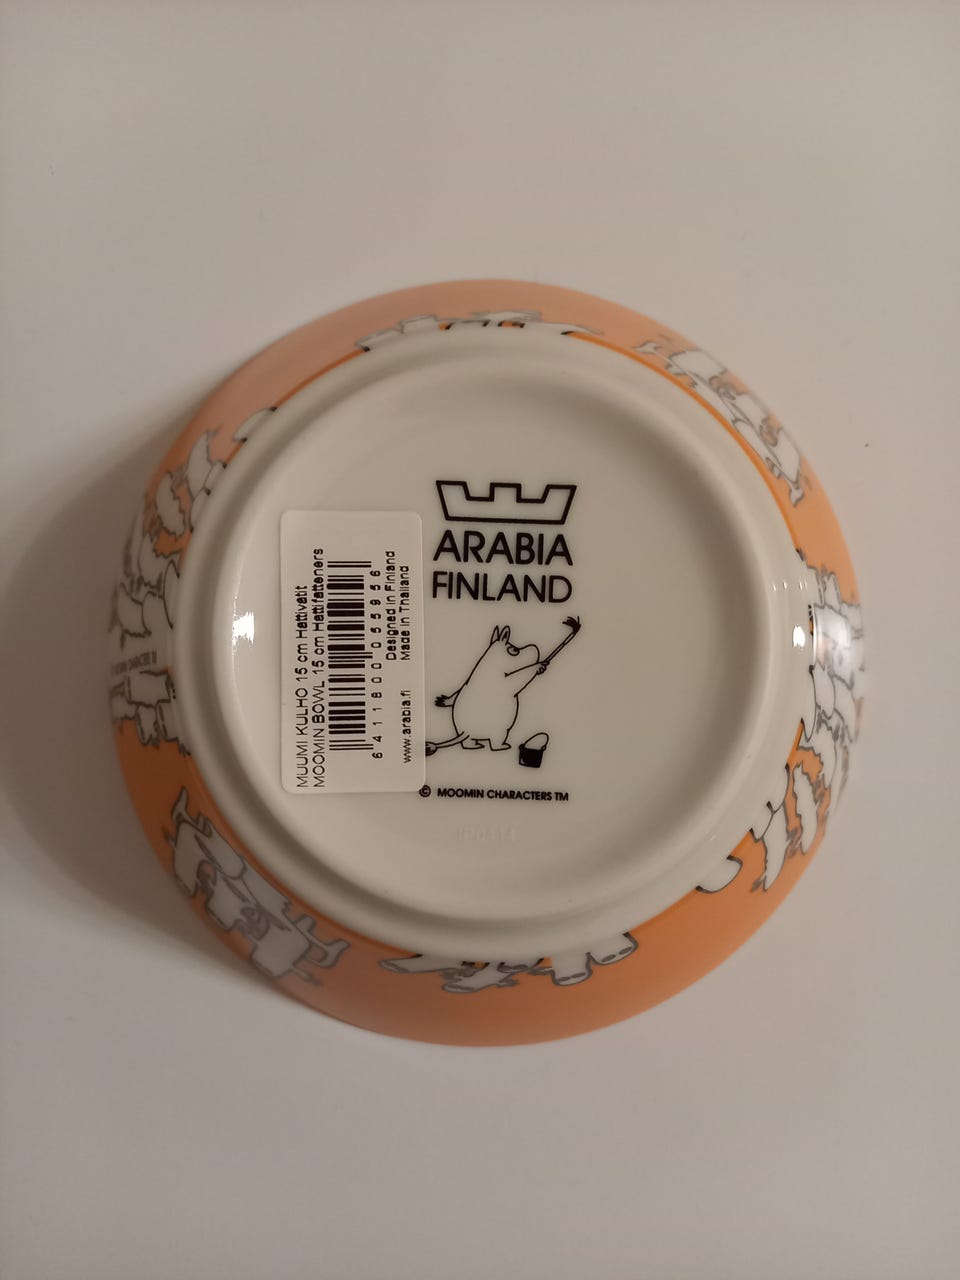 ARABIA
FINLAND
© MOOMIN CHARACTERS TM
MUUMI KULHO 15 cm Hattivatit
MOOMIN BOWL 15 cm Hattifatteners
6 411800 055956
Designed in Finland
www.arabia.fi Made in Thailand